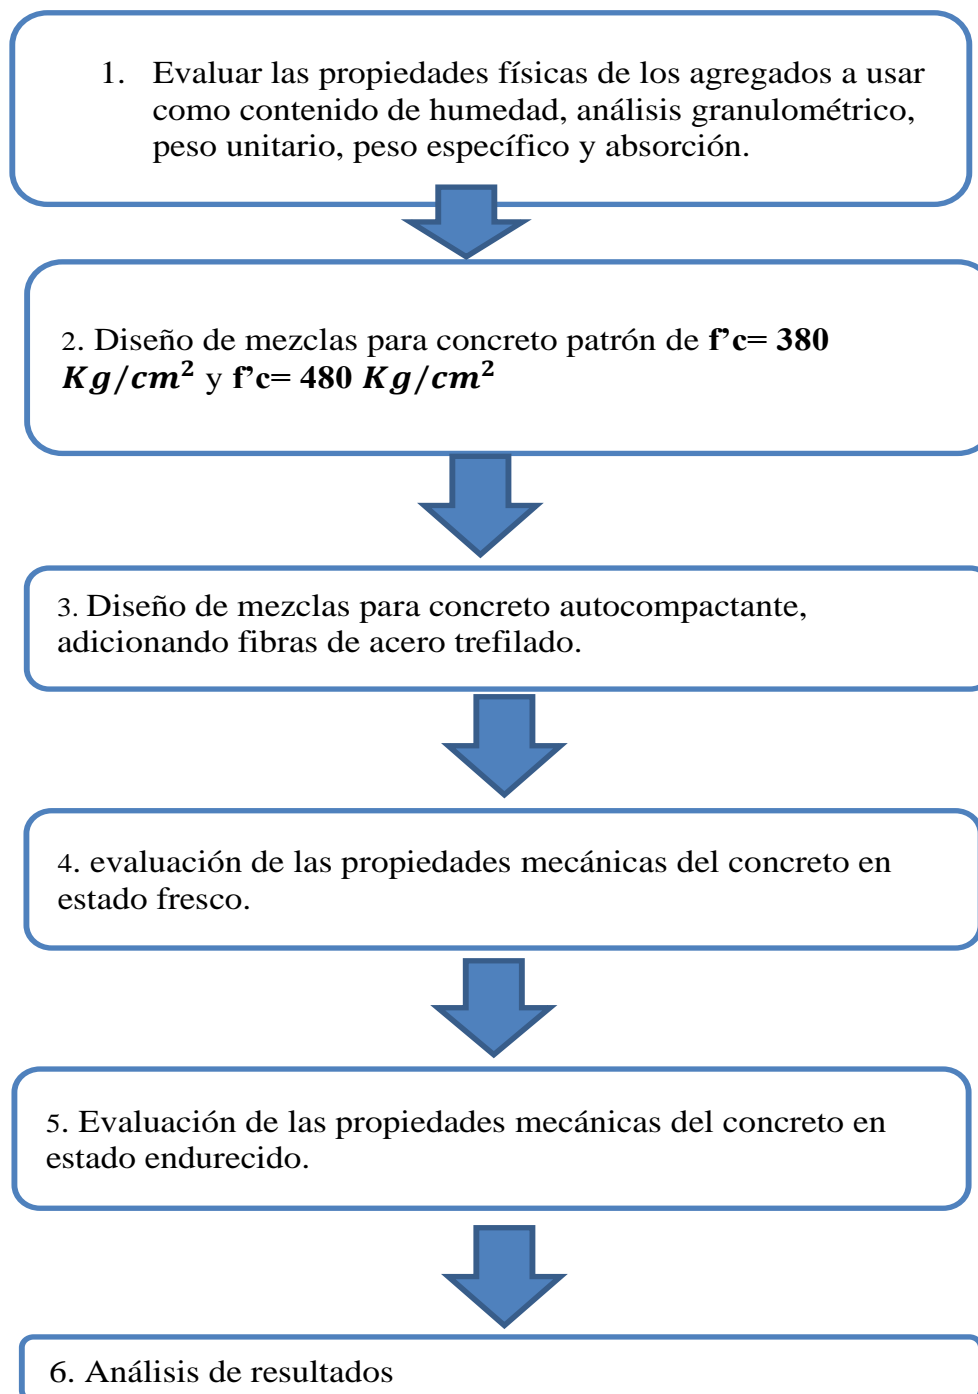 1. Evaluar las propiedades físicas de los agregados a usar
como contenido de humedad, análisis granulométrico,
peso unitario, peso específico y absorción.
2. Diseño de mezclas para concreto patrón de f’c= 380
Kg/cm² y f’c= 480 Kg/cm²
3. Diseño de mezclas para concreto autocompactante,
adicionando fibras de acero trefilado.
4. evaluación de las propiedades mecánicas del concreto en
estado fresco.
5. Evaluación de las propiedades mecánicas del concreto en
estado endurecido.
6. Análisis de resultados